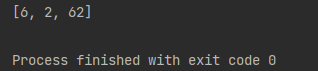 [6, 2, 62]
Process finished with exit code 0